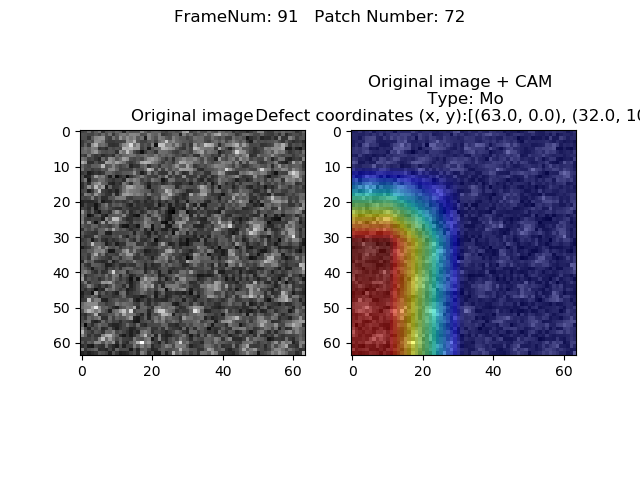 FrameNum: 91   Patch Number: 72
Original image + CAM
Type: Mo
Original image
Defect coordinates (x, y):[(63.0, 0.0), (32.0, 10
0
10
20
30
40
50
60
0 20 40 60
0
10
20
30
40
50
60
0 20 40 60